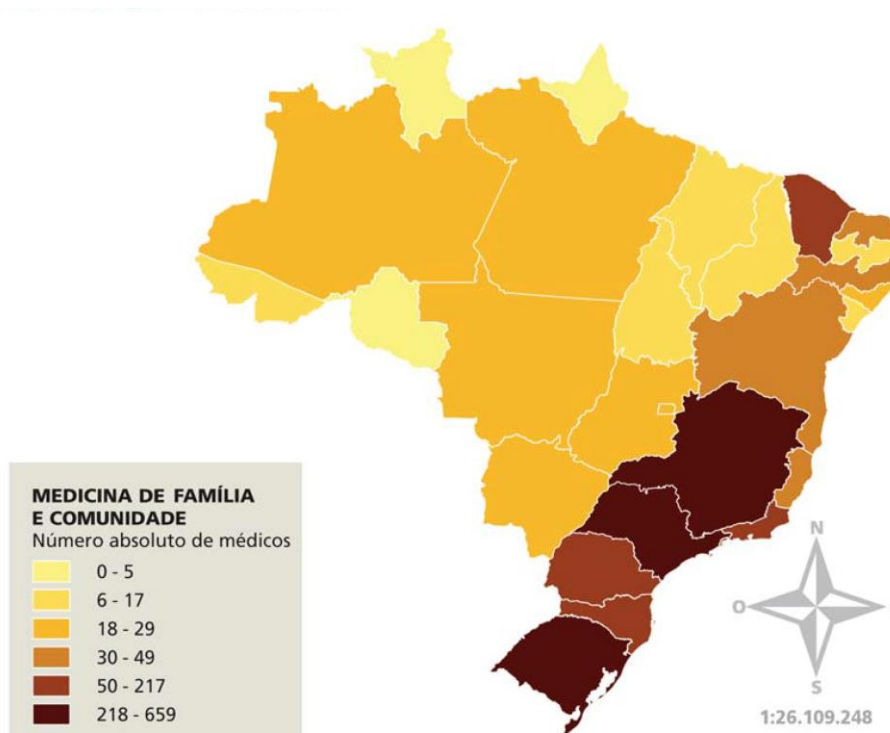 MEDICINA DE FAMÍLIA
E COMUNIDADE
Número absoluto de médicos
0 - 5
6 - 17
18 - 29
30 - 49
50 - 217
218 - 659
N
O
S
1:26.109.248